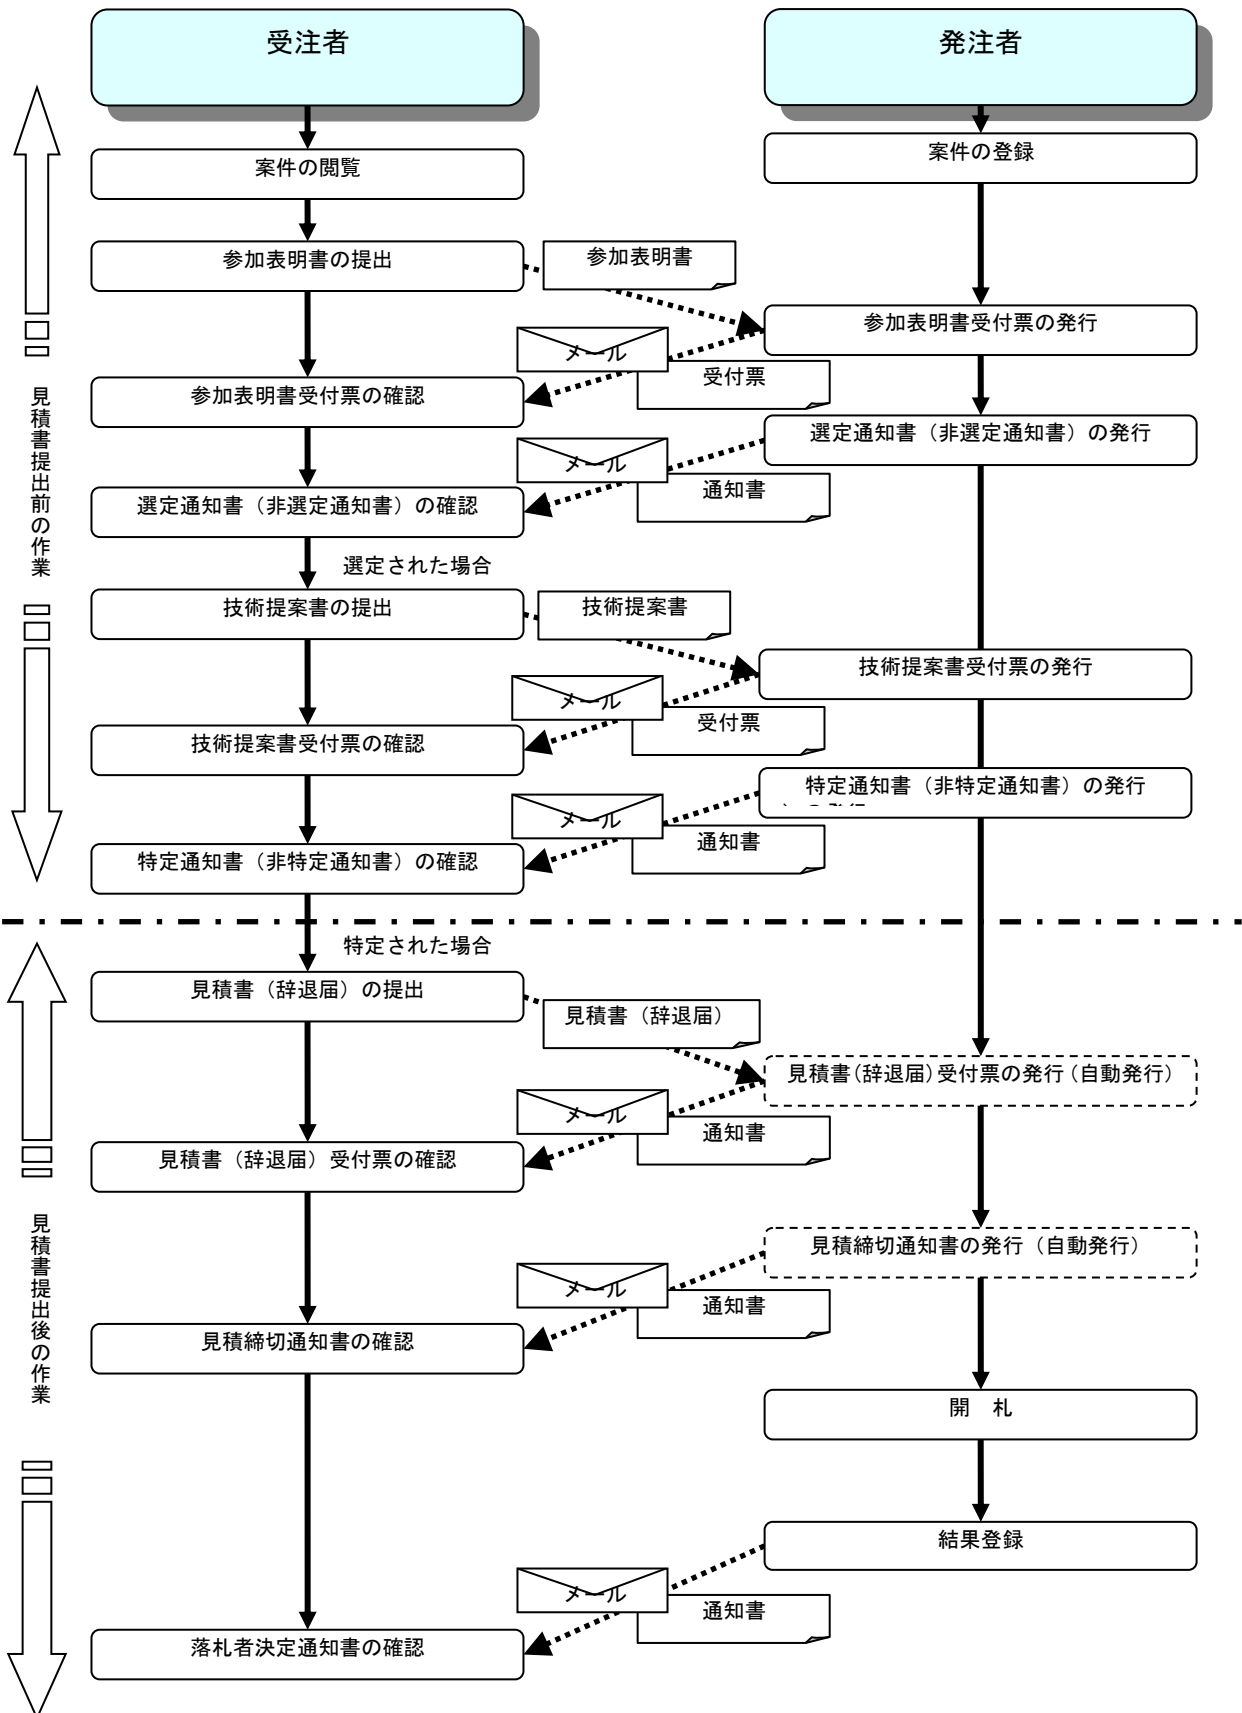 受注者
発注者
案件の閲覧
案件の登録
参加表明書の提出
参加表明書
参加表明書受付票の発行
メール
受付票
参加表明書受付票の確認
選定通知書（非選定通知書）の発行
メール
通知書
選定通知書（非選定通知書）の確認
選定された場合
技術提案書の提出
技術提案書
技術提案書受付票の発行
メール
受付票
技術提案書受付票の確認
特定通知書（非特定通知書）の発行
メール
通知書
特定通知書（非特定通知書）の確認
見積書提出前の作業
特定された場合
見積書（辞退届）の提出
見積書（辞退届）
見積書(辞退届)受付票の発行(自動発行)
メール
通知書
見積書（辞退届）受付票の確認
見積締切通知書の発行（自動発行）
メール
通知書
見積締切通知書の確認
開　札
結果登録
メール
通知書
落札者決定通知書の確認
見積書提出後の作業